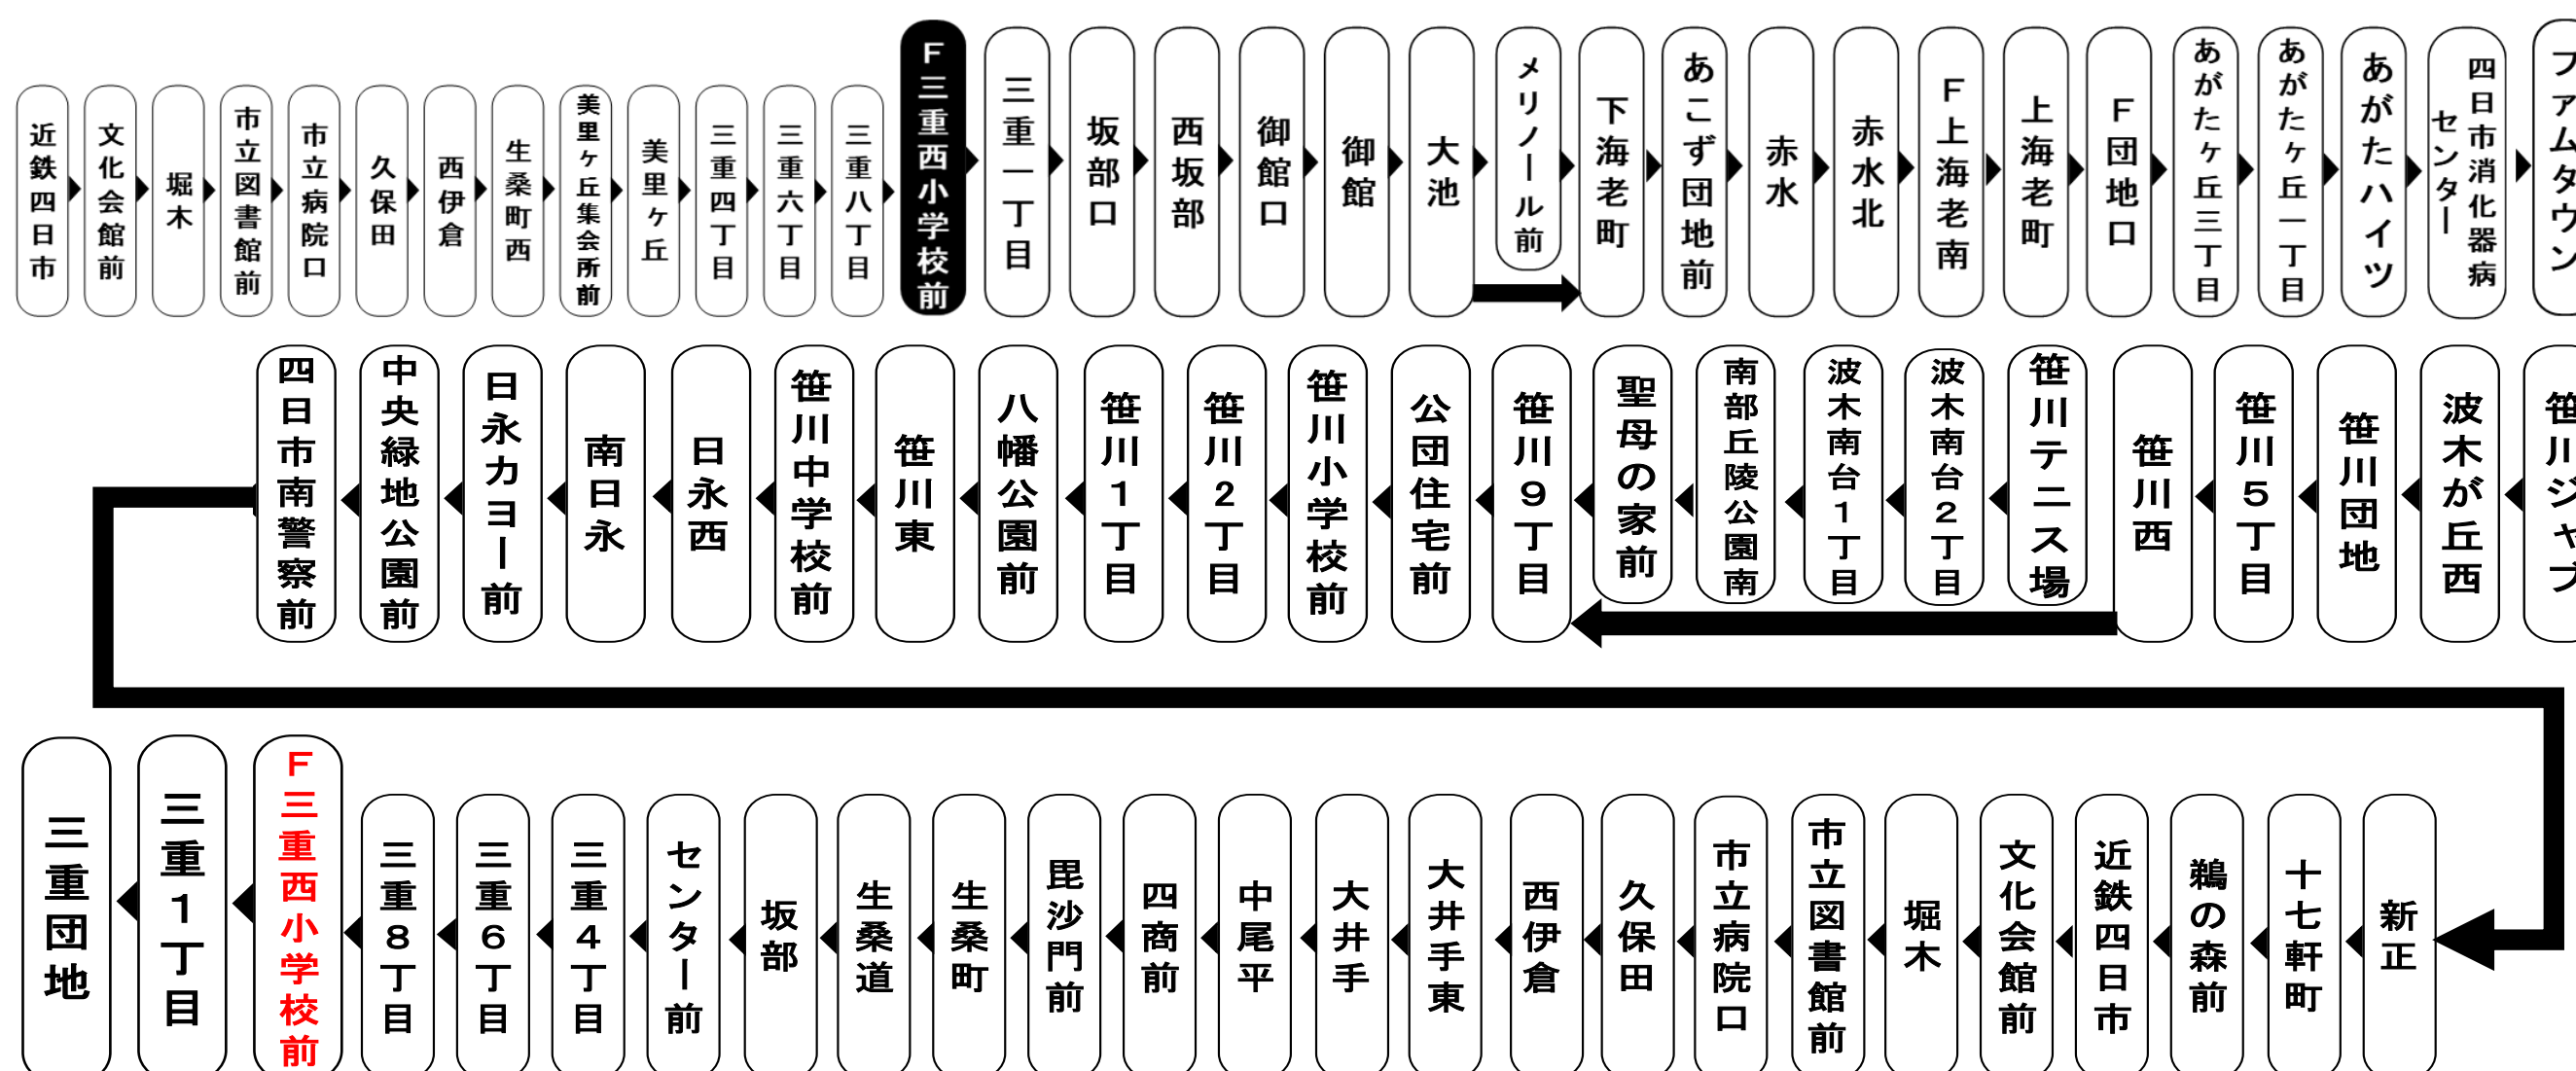 近鉄四日市
文化会館前
堀木
市立図書館前
市立病院口
久保田
西伊倉
生桑町西
美里ヶ丘集会所前
美里ヶ丘
三重四丁目
三重六丁目
三重八丁目
F三重西小学校前
三重一丁目
坂部口
西坂部
御館口
御館
大池
メリノール前
下海老町
あこず団地前
赤水
赤水北
F上海老南
上海老町
F団地口
あがたヶ丘三丁目
あがたヶ丘一丁目
あがたハイツ
四日市消化器病
センター
ファムタウン
笹川ジャプ
波木が丘西
笹川団地
笹川5丁目
笹川西
笹川テニス場
波木南台2丁目
波木南台1丁目
南部丘陵公園南
聖母の家前
笹川9丁目
公団住宅前
笹川小学校前
笹川2丁目
笹川1丁目
八幡公園前
笹川東
笹川中学校前
日永西
南日永
日永カヨー前
中央緑地公園前
四日市南警察前
新正
十七軒町
鵜の森前
近鉄四日市
文化会館前
堀木
市立図書館前
市立病院口
久保田
西伊倉
大井手東
大井手
中尾平
四商前
毘沙門前
生桑町
生桑道
坂部
センター前
三重4丁目
三重6丁目
三重8丁目
F三重西小学校前
三重1丁目
三重団地